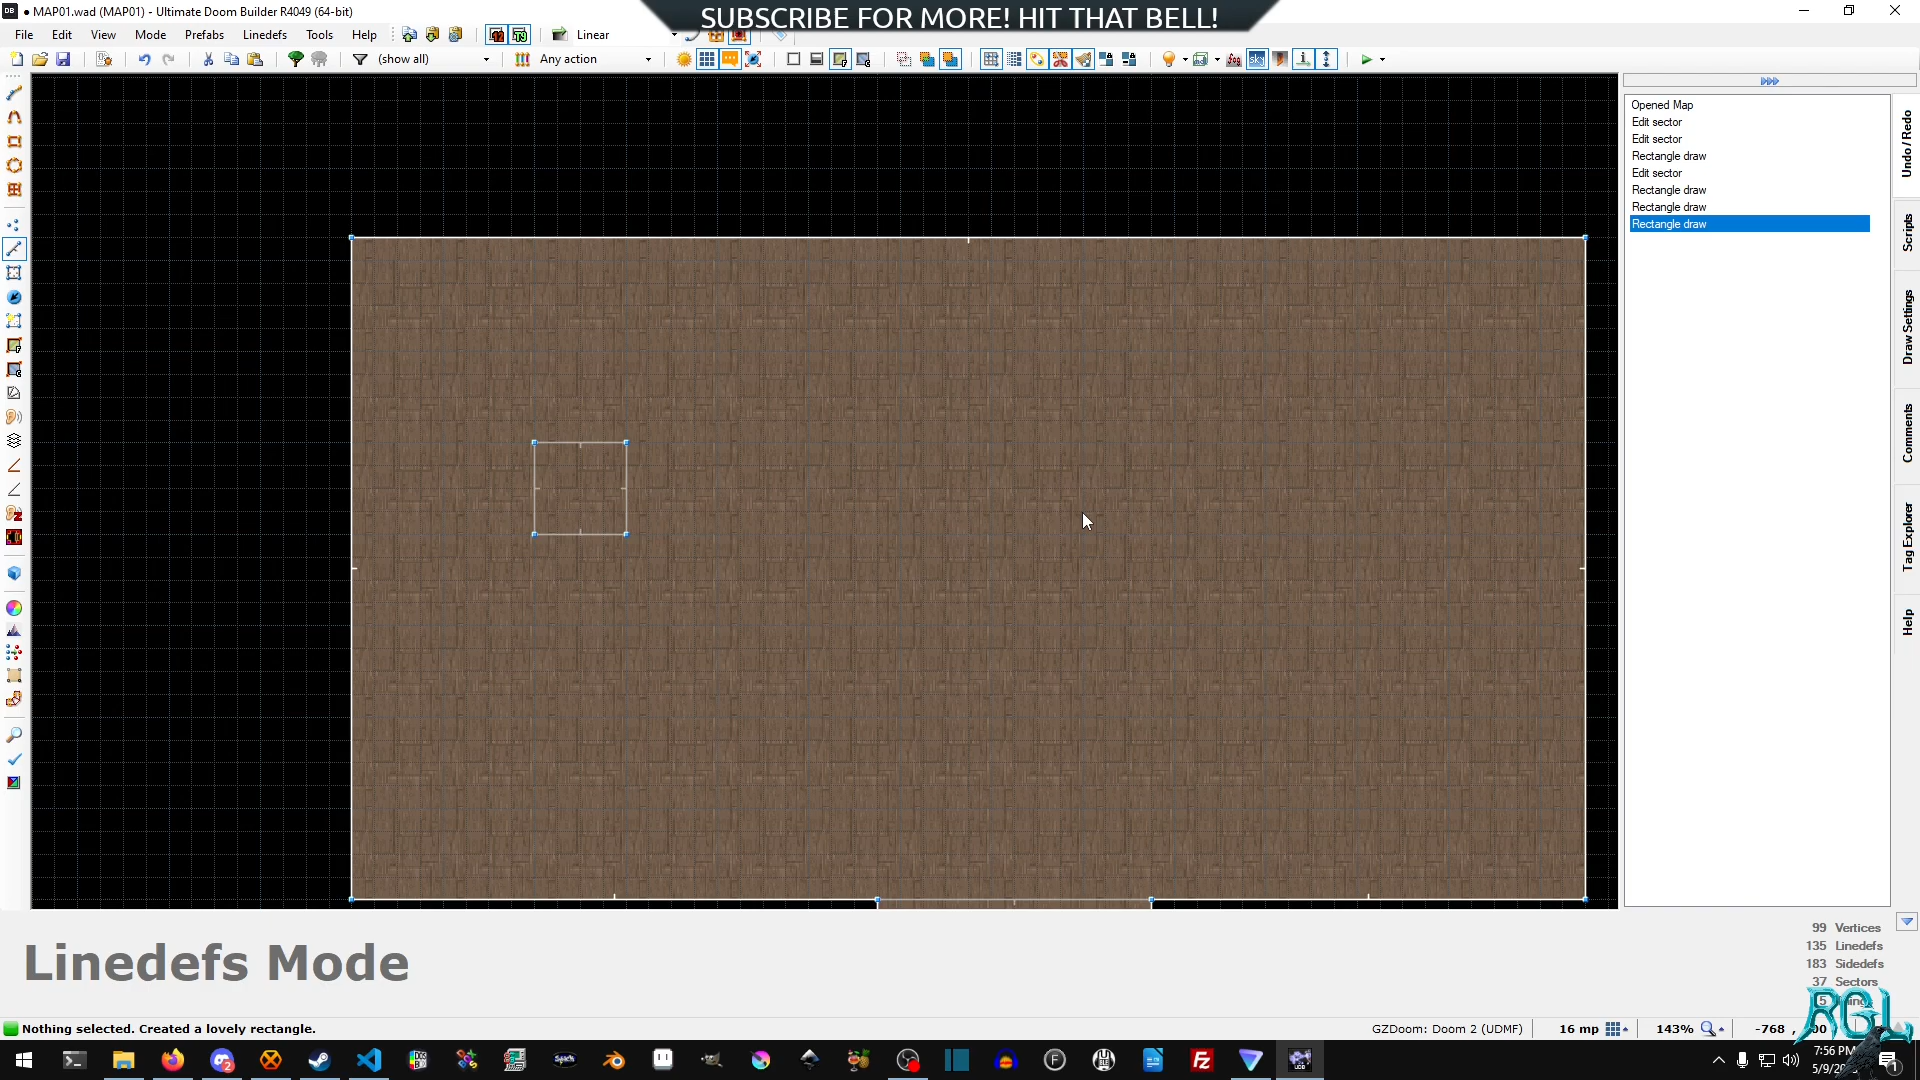 MAP01.wad (MAP01) - Ultimate Doom Builder R4049 (64-bit)
SUBSCRIBE FOR MORE! HIT THAT BELL!
File Edit View Mode Prefabs Linedefs Tools Help
Linear
(show all)
Any action
Opened Map
Edit sector
Edit sector
Rectangle draw
Edit sector
Rectangle draw
Rectangle draw
Rectangle draw
Undo / Redo
Scripts
Draw Settings
Comments
Tag Explorer
Help
Linedefs Mode
99 Vertices
135 Linedefs
183 Sidedefs
37 Sectors
5
RGL
Nothing selected. Created a lovely rectangle.
GZDoom: Doom 2 (UDMF)
16 mp
143%
-768 ,
7:56 PM